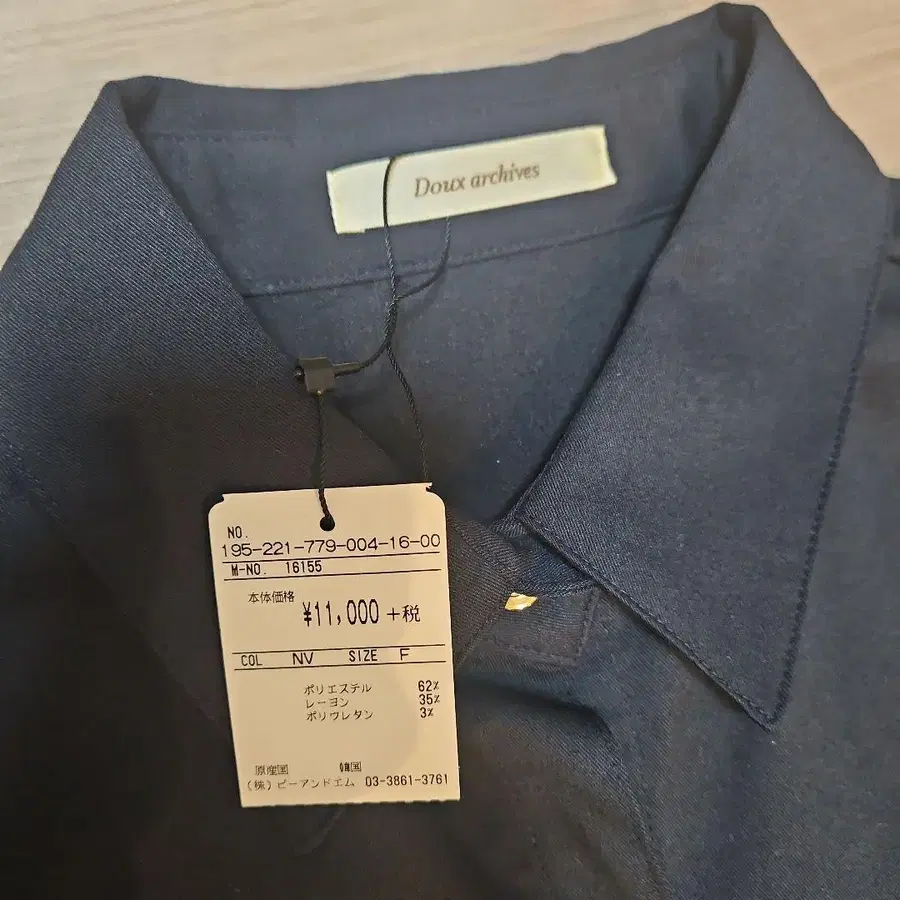 Doux archives
NO.
195-221-779-004-16-00
M-NO. 16155
本体価格 ¥11,000 +税
COL NV SIZE F
ポリエステル 62%
レーヨン 35%
ポリウレタン 3%
原産国 韓国
(株)ビーアンドエム 03-3861-3761